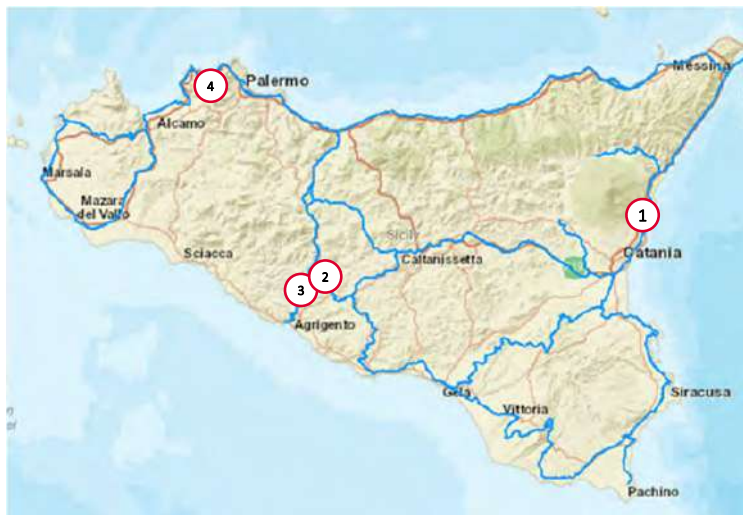 Messina
4
Palermo
Alcamo
Marsala
Mazara
del Vallo
1
Sicily
Sciacca
Catania
Caltanissetta
3
2
Agrigento
Gela
Siracusa
Vittoria
Pachino